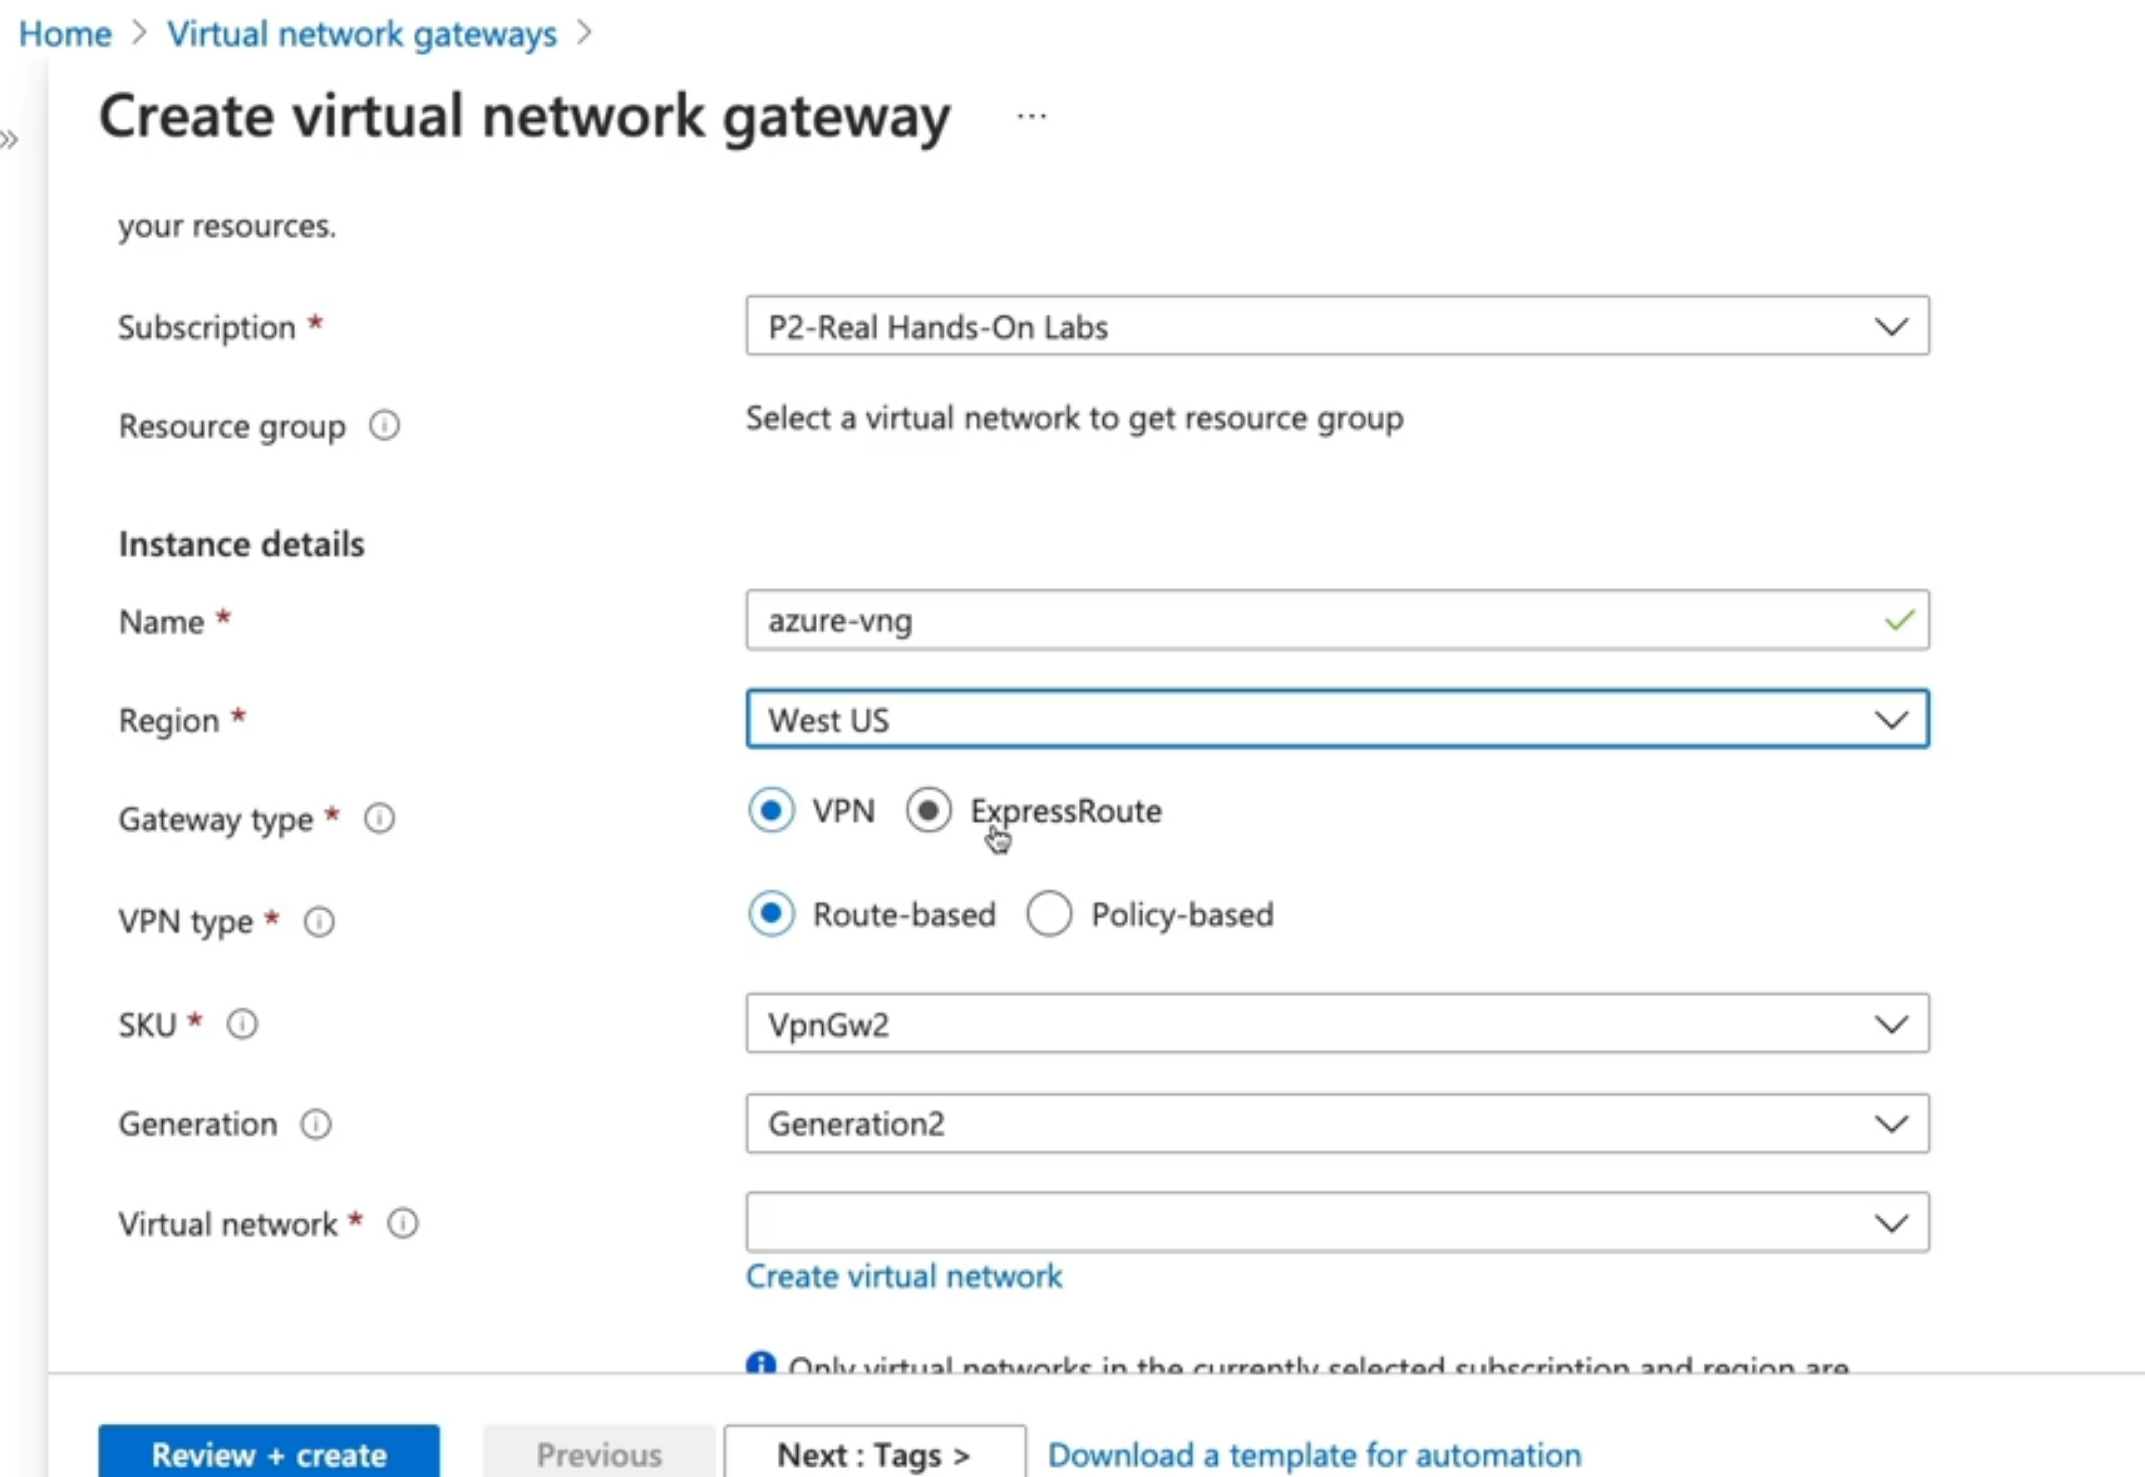 Home > Virtual network gateways >
Create virtual network gateway ...
»
your resources.
Subscription * P2-Real Hands-On Labs
Resource group Select a virtual network to get resource group
Instance details
Name * azure-vng
Region * West US
Gateway type * VPN ExpressRoute
VPN type * Route-based Policy-based
SKU * VpnGw2
Generation Generation2
Virtual network *
Create virtual network
Only virtual networks in the currently selected subscription and region are
Review + create Previous Next : Tags > Download a template for automation